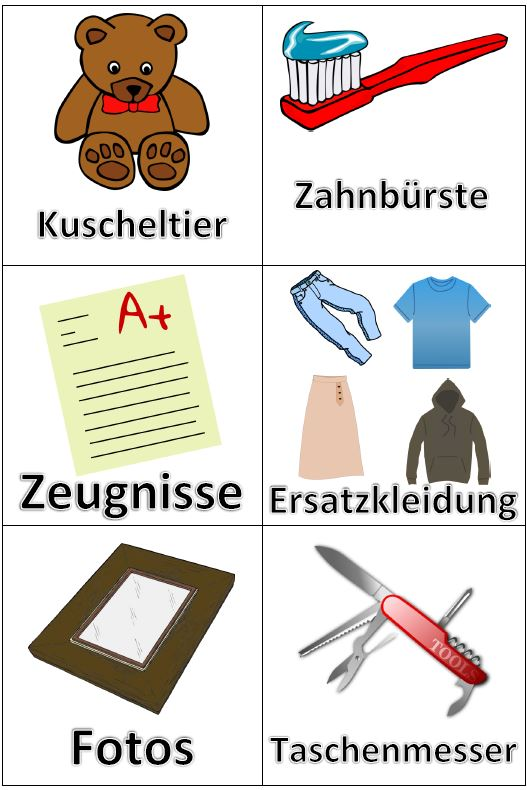 Kuscheltier
Zahnbürste
A+
Zeugnisse
Ersatzkleidung
TOOLS
Fotos
Taschenmesser